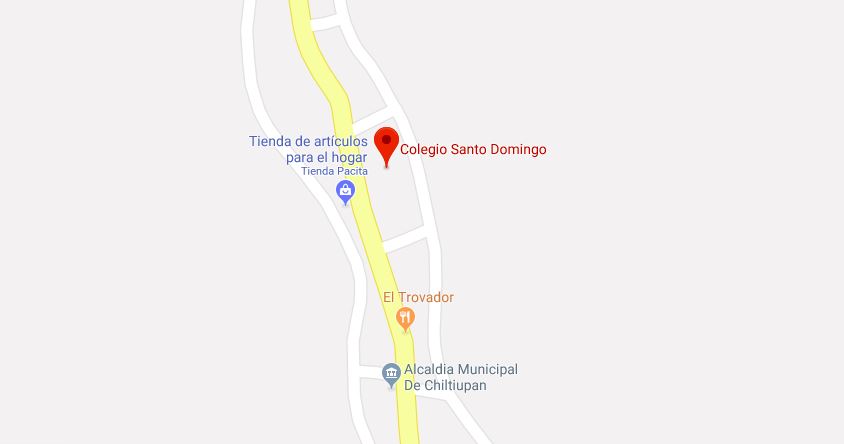 Tienda de artículos
para el hogar
Tienda Pacita
Colegio Santo Domingo
El Trovador
Alcaldia Municipal
De Chiltiupan